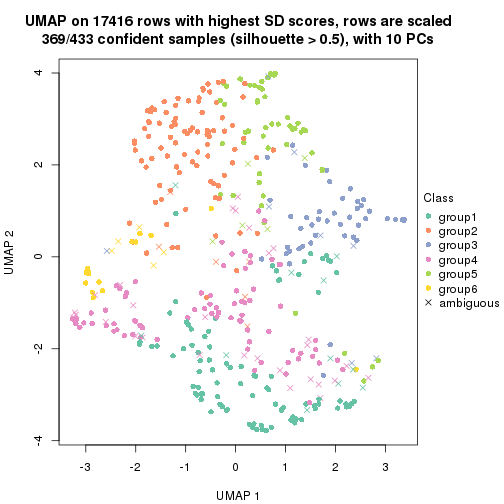 UMAP on 17416 rows with highest SD scores, rows are scaled
369/433 confident samples (silhouette > 0.5), with 10 PCs
4
2
0
-2
-4
UMAP 2
-3
-2
-1
0
1
2
3
UMAP 1
Class
group1
group2
group3
group4
group5
group6
ambiguous